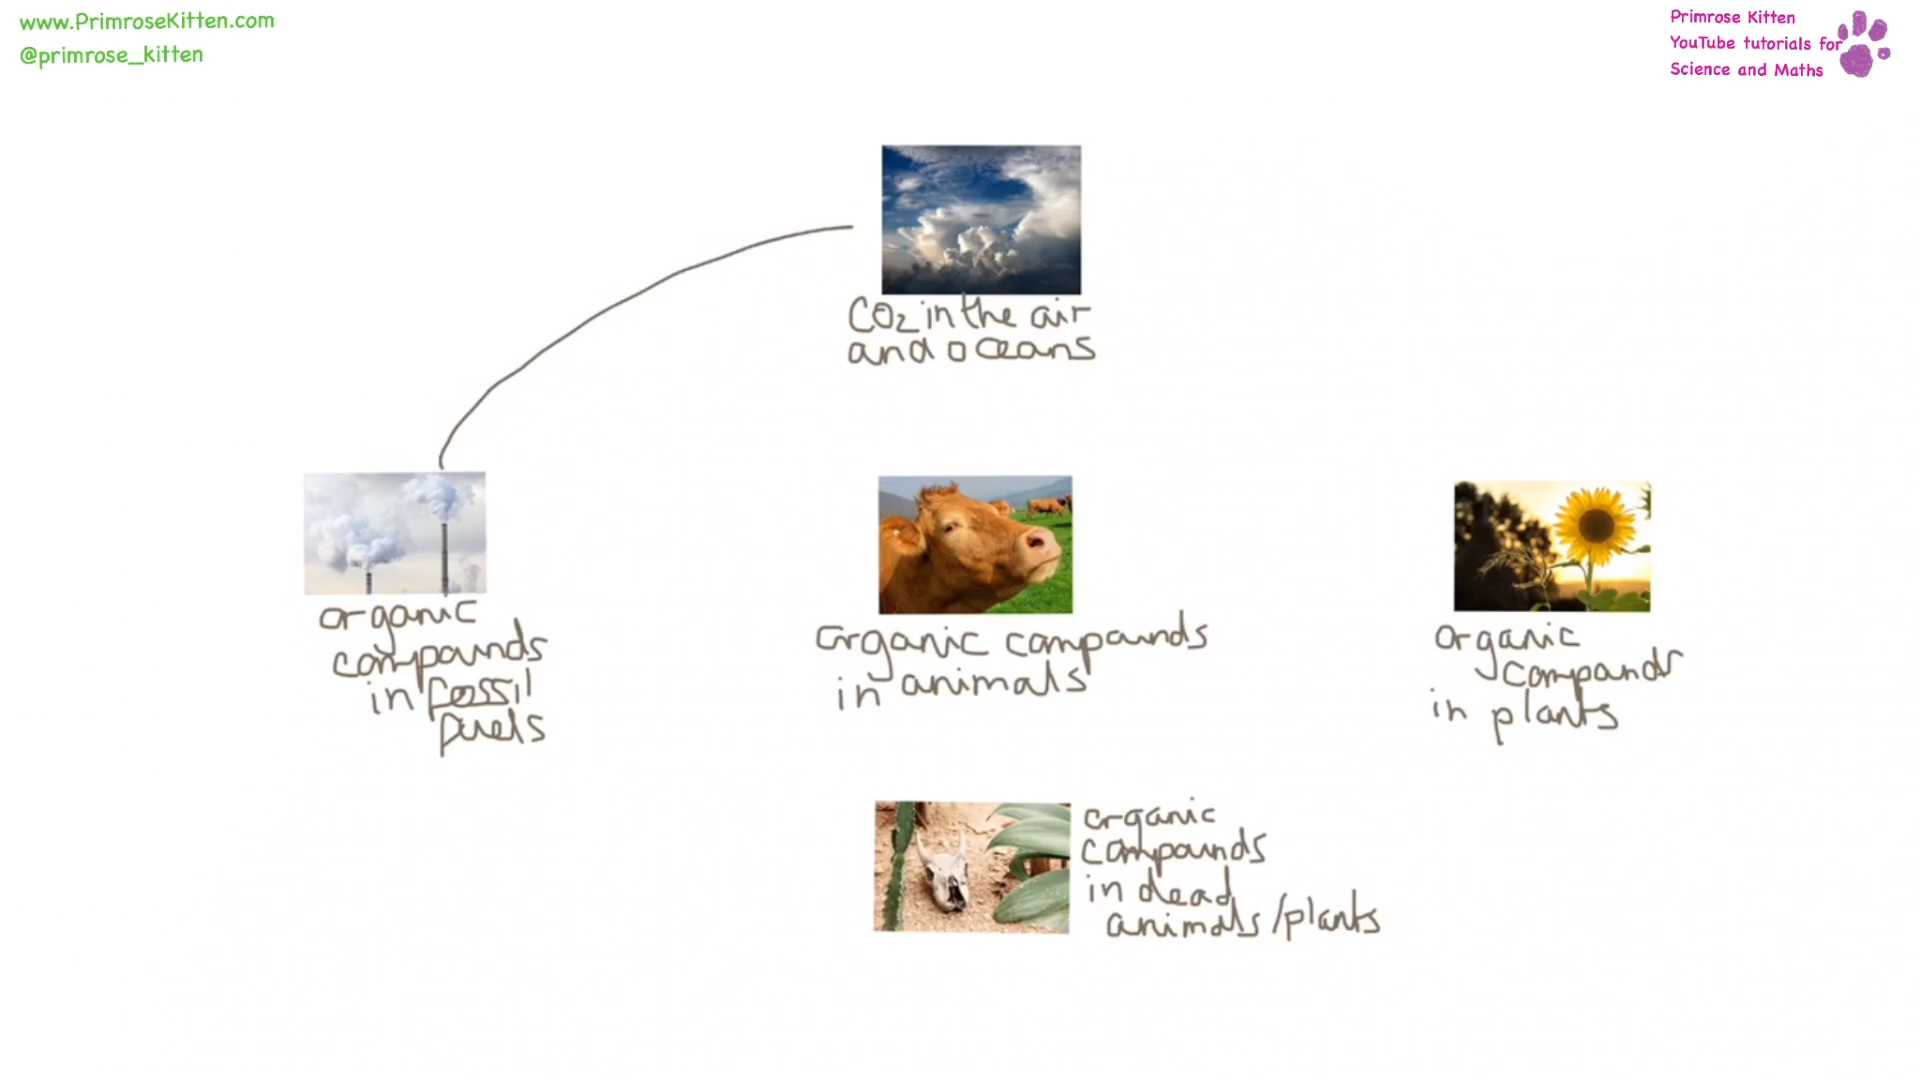 www.PrimroseKitten.com
@primrose_kitten
Primrose Kitten
YouTube tutorials for
Science and Maths
CO2 in the air
and oceans
organic
compounds
in fossil
fuels
organic compounds
in animals
organic
compounds
in plants
organic
compounds
in dead
animals/plants